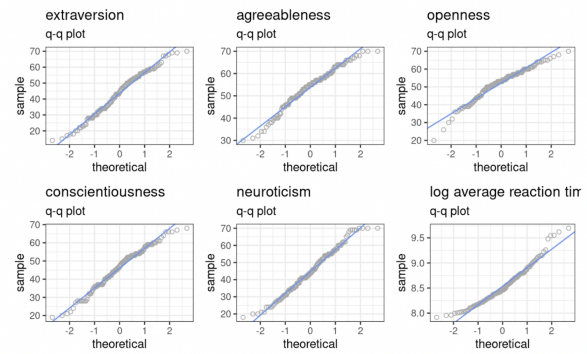 extraversion
q-q plot
70
60
50
40
30
20
sample
-2 -1 0 1 2
theoretical
agreeableness
q-q plot
70
60
50
40
30
sample
-2 -1 0 1 2
theoretical
openness
q-q plot
70
60
50
40
30
20
sample
-2 -1 0 1 2
theoretical
conscientiousness
q-q plot
70
60
50
40
30
20
sample
-2 -1 0 1 2
theoretical
neuroticism
q-q plot
70
60
50
40
30
20
sample
-2 -1 0 1 2
theoretical
log average reaction tim
q-q plot
9.5
9.0
8.5
8.0
sample
-2 -1 0 1 2
theoretical